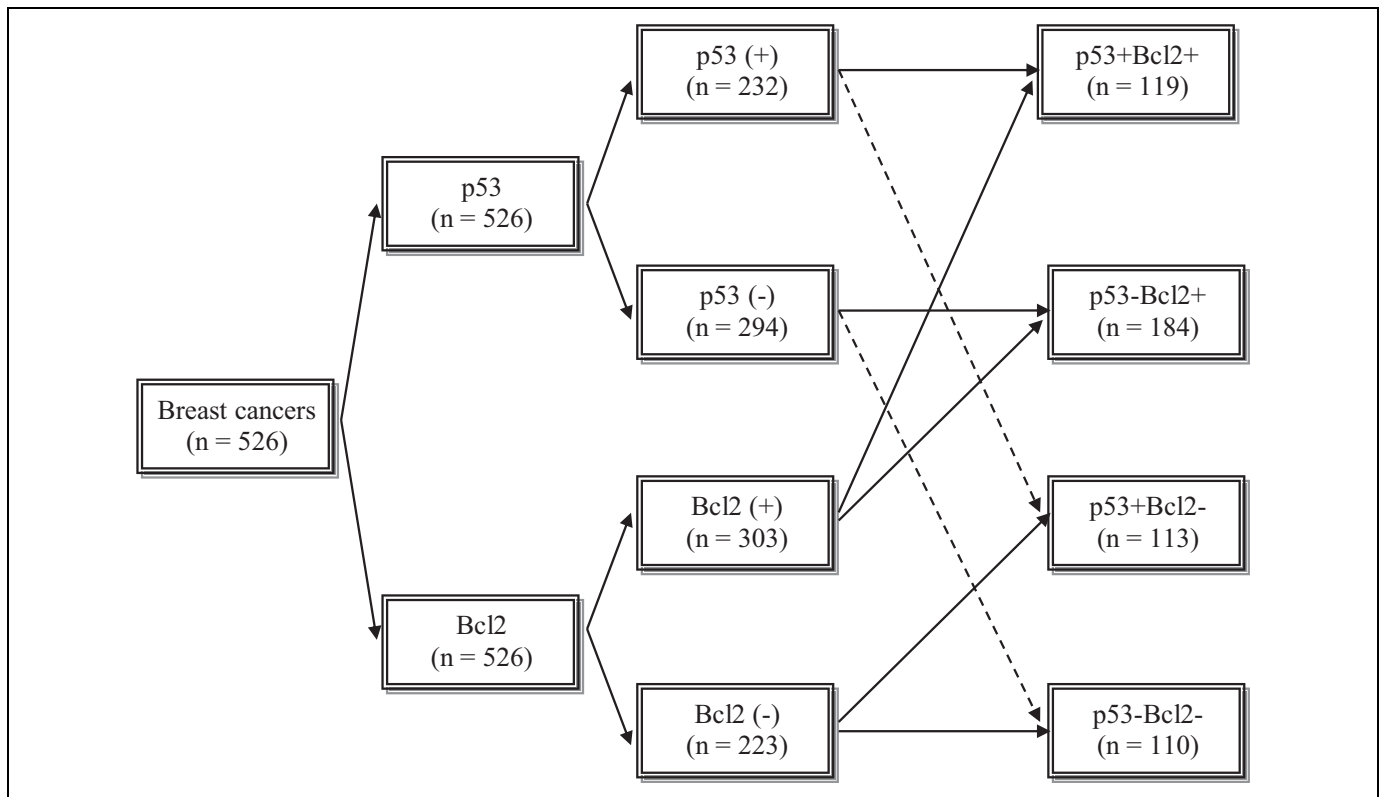 Breast cancers
(n = 526)
p53
(n = 526)
Bcl2
(n = 526)
p53 (+)
(n = 232)
p53 (-)
(n = 294)
Bcl2 (+)
(n = 303)
Bcl2 (-)
(n = 223)
p53+Bcl2+
(n = 119)
p53-Bcl2+
(n = 184)
p53+Bcl2-
(n = 113)
p53-Bcl2-
(n = 110)